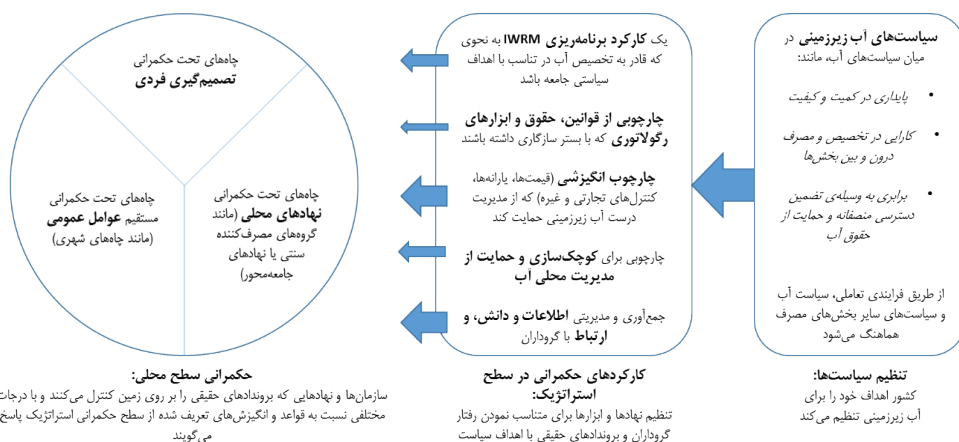 سیاست‌های آب زیرزمینی در
میان سیاست‌های آب، مانند:
• پایداری در کمیت و کیفیت
• کارایی در تخصیص و مصرف
درون و بین بخش‌ها
• برابری به وسیله‌ی تضمین
دسترسی منصفانه و حمایت از
حقوق آب
از طریق فرایندی تعاملی، سیاست آب
و سیاست‌های سایر بخش‌های مصرف
هماهنگ می‌شود
تنظیم سیاست‌ها:
کشور اهداف خود را برای
آب زیرزمینی تنظیم می‌کند
یک کارکرد برنامه‌ریزی IWRM به نحوی
که قادر به تخصیص آب در تناسب با اهداف
سیاستی جامعه باشد
چارچوبی از قوانین، حقوق و ابزارهای
رگولاتوری که با بستر سازگاری داشته باشند
چارچوب انگیزشی (قیمت‌ها، یارانه‌ها،
کنترل‌های تجارتی و غیره) که از مدیریت
درست آب زیرزمینی حمایت کند
چارچوبی برای کوچک‌سازی و حمایت از
مدیریت محلی آب
جمع‌آوری و مدیریتی اطلاعات و دانش، و
ارتباط با گروداران
کارکردهای حکمرانی در سطح
استراتژیک:
تنظیم نهادها و ابزارها برای متناسب نمودن رفتار
گروداران و بروندادهای حقیقی با اهداف سیاست
چاه‌های تحت حکمرانی
تصمیم‌گیری فردی
چاه‌های تحت حکمرانی
نهادهای محلی (مانند
گروه‌های مصرف‌کننده
سنتی یا نهادهای
جامعه‌محور)
چاه‌های تحت حکمرانی
مستقیم عوامل عمومی
(مانند چاه‌های شهری)
حکمرانی سطح محلی:
سازمان‌ها و نهادهایی که بروندادهای حقیقی را بر روی زمین کنترل می‌کنند و با درجات
مختلفی نسبت به قواعد و انگیزش‌های تعریف شده از سطح حکمرانی استراتژیک پاسخ
می‌گویند